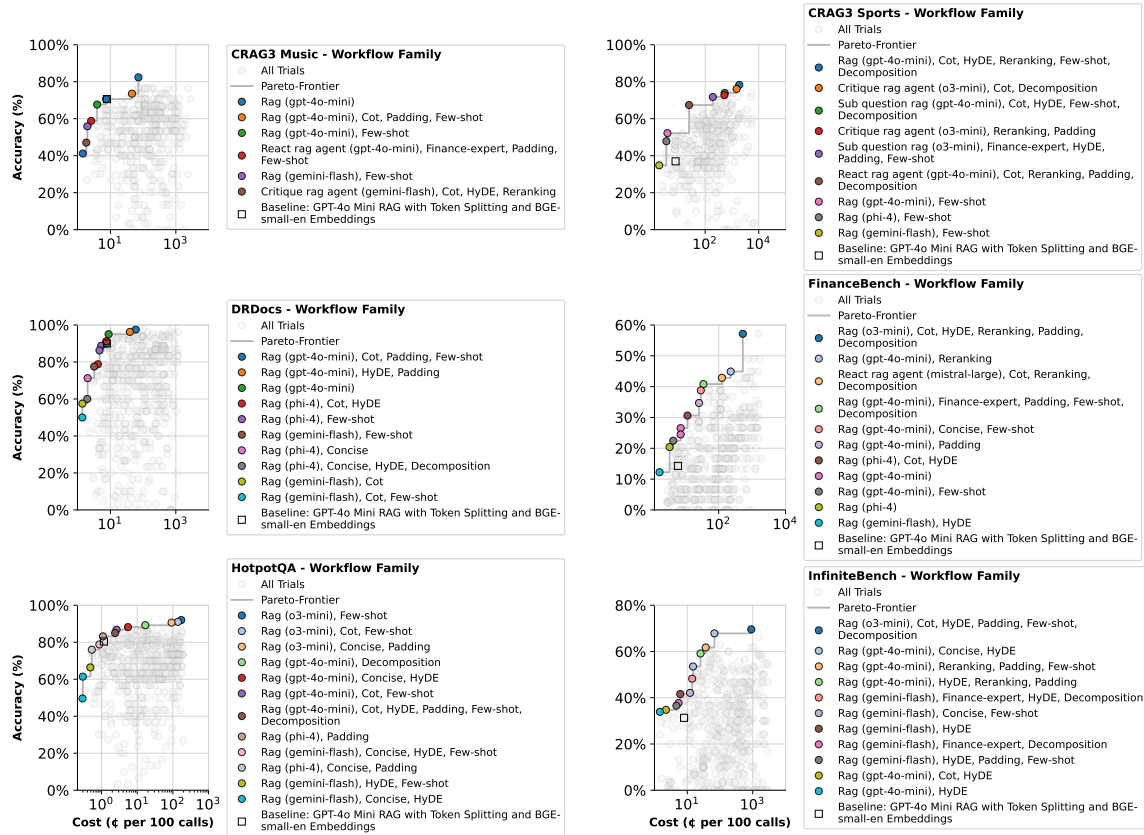 CRAG3 Music - Workflow Family
All Trials
Pareto-Frontier
Rag (gpt-4o-mini)
Rag (gpt-4o-mini), Cot, Padding, Few-shot
Rag (gpt-4o-mini), Few-shot
React rag agent (gpt-4o-mini), Finance-expert, Padding,
Few-shot
Rag (gemini-flash), Few-shot
Critique rag agent (gemini-flash), Cot, HyDE, Reranking
Baseline: GPT-4o Mini RAG with Token Splitting and BGE-
small-en Embeddings
Accuracy (%)
100%
80%
60%
40%
20%
0%
10¹
10³
CRAG3 Sports - Workflow Family
All Trials
Pareto-Frontier
Rag (gpt-4o-mini), Cot, HyDE, Reranking, Few-shot,
Decomposition
Critique rag agent (o3-mini), Cot, Decomposition
Sub question rag (gpt-4o-mini), Cot, HyDE, Few-shot,
Decomposition
Critique rag agent (o3-mini), Reranking, Padding
Sub question rag (o3-mini), Finance-expert, HyDE,
Padding, Few-shot
React rag agent (gpt-4o-mini), Cot, Reranking, Padding,
Decomposition
Rag (gpt-4o-mini), Few-shot
Rag (phi-4), Few-shot
Rag (gemini-flash), Few-shot
Baseline: GPT-4o Mini RAG with Token Splitting and BGE-
small-en Embeddings
100%
80%
60%
40%
20%
0%
10²
10⁴
DRDocs - Workflow Family
All Trials
Pareto-Frontier
Rag (gpt-4o-mini), Cot, Padding, Few-shot
Rag (gpt-4o-mini), HyDE, Padding
Rag (gpt-4o-mini)
Rag (phi-4), Cot, HyDE
Rag (phi-4), Few-shot
Rag (gemini-flash), Few-shot
Rag (phi-4), Concise
Rag (phi-4), Concise, HyDE, Decomposition
Rag (gemini-flash), Cot
Rag (gemini-flash), Cot, Few-shot
Baseline: GPT-4o Mini RAG with Token Splitting and BGE-
small-en Embeddings
Accuracy (%)
100%
80%
60%
40%
20%
0%
10¹
10³
FinanceBench - Workflow Family
All Trials
Pareto-Frontier
Rag (o3-mini), Cot, HyDE, Reranking, Padding,
Decomposition
Rag (gpt-4o-mini), Reranking
React rag agent (mistral-large), Cot, Reranking,
Decomposition
Rag (gpt-4o-mini), Finance-expert, Padding, Few-shot,
Decomposition
Rag (gpt-4o-mini), Concise, Few-shot
Rag (gpt-4o-mini), Padding
Rag (phi-4), Cot, HyDE
Rag (gpt-4o-mini)
Rag (gpt-4o-mini), Few-shot
Rag (phi-4)
Rag (gemini-flash), HyDE
Baseline: GPT-4o Mini RAG with Token Splitting and BGE-
small-en Embeddings
60%
50%
40%
30%
20%
10%
0%
10²
10⁴
HotpotQA - Workflow Family
All Trials
Pareto-Frontier
Rag (o3-mini), Few-shot
Rag (o3-mini), Cot, Few-shot
Rag (o3-mini), Concise, Padding
Rag (gpt-4o-mini), Decomposition
Rag (gpt-4o-mini), Concise, HyDE
Rag (gpt-4o-mini), Cot, Few-shot
Rag (gpt-4o-mini), Cot, HyDE, Padding, Few-shot,
Decomposition
Rag (phi-4), Padding
Rag (gemini-flash), Concise, HyDE, Few-shot
Rag (phi-4), Concise, Padding
Rag (gemini-flash), HyDE, Few-shot
Rag (gemini-flash), Concise, HyDE
Baseline: GPT-4o Mini RAG with Token Splitting and BGE-
small-en Embeddings
Accuracy (%)
100%
80%
60%
40%
20%
0%
10⁰
10¹
10²
10³
Cost (¢ per 100 calls)
InfiniteBench - Workflow Family
All Trials
Pareto-Frontier
Rag (o3-mini), Cot, HyDE, Padding, Few-shot,
Decomposition
Rag (gpt-4o-mini), Concise, HyDE
Rag (gpt-4o-mini), Reranking, Padding, Few-shot
Rag (gpt-4o-mini), HyDE, Reranking, Padding
Rag (gemini-flash), Finance-expert, HyDE, Decomposition
Rag (gemini-flash), Concise, Few-shot
Rag (gemini-flash), HyDE
Rag (gemini-flash), Finance-expert, Decomposition
Rag (gemini-flash), HyDE, Padding, Few-shot
Rag (gpt-4o-mini), Cot, HyDE
Rag (gpt-4o-mini), HyDE
Baseline: GPT-4o Mini RAG with Token Splitting and BGE-
small-en Embeddings
80%
60%
40%
20%
0%
10¹
10³
Cost (¢ per 100 calls)